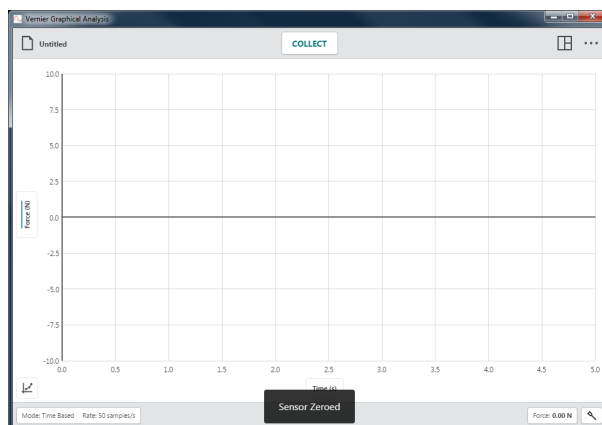 Vernier Graphical Analysis
Untitled
COLLECT
10.0
7.5
5.0
2.5
0.0
-2.5
-5.0
-7.5
-10.0
Force (N)
0.0 0.5 1.0 1.5 2.0 2.5 3.0 3.5 4.0 4.5 5.0
Time (s)
Sensor Zeroed
Mode: Time Based Rate: 50 samples/s
Force: 0.00 N